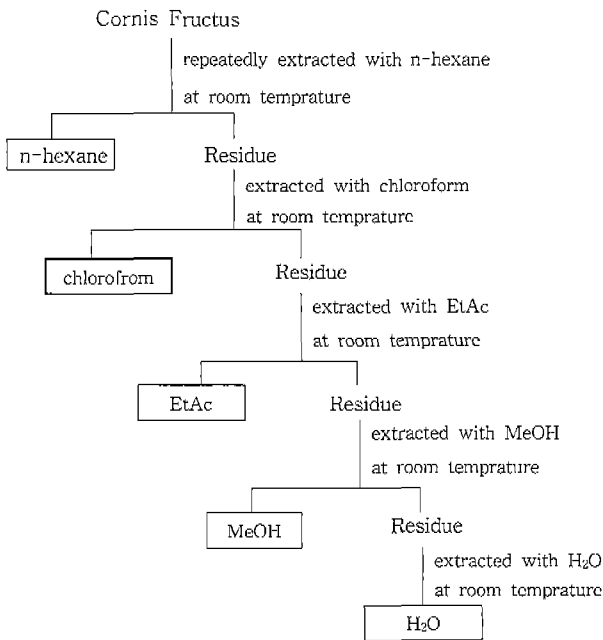 Cornis Fructus
repeatedly extracted with n-hexane
at room temprature
n-hexane
Residue
extracted with chloroform
at room temprature
chlorofrom
Residue
extracted with EtAc
at room temprature
EtAc
Residue
extracted with MeOH
at room temprature
MeOH
Residue
extracted with H₂O
at room temprature
H₂O